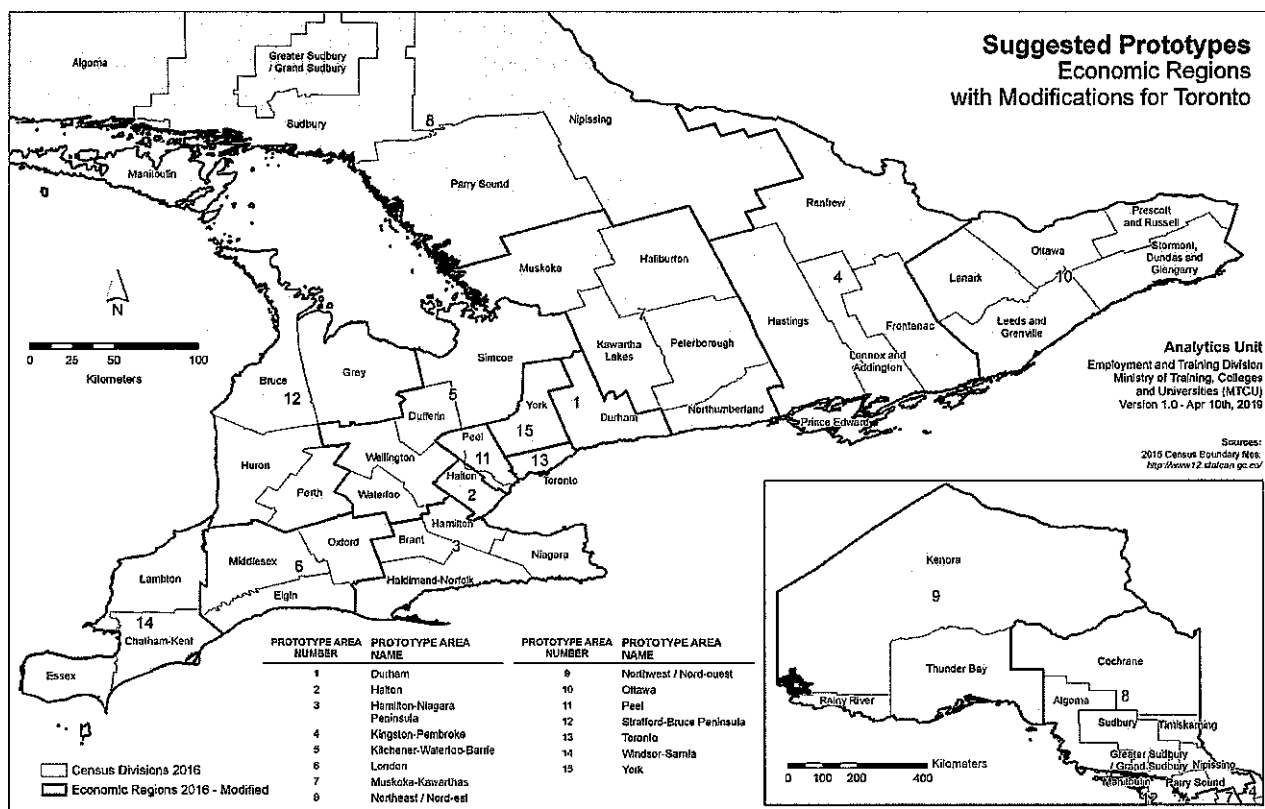 Suggested Prototypes
Economic Regions
with Modifications for Toronto
Algoma
Greater Sudbury
/ Grand Sudbury
Sudbury
8
Nipissing
Manitoulin
Parry Sound
Renfrew
Prescott
and Russell
Ottawa
Stormont,
Dundas and
Glengarry
10
Lanark
Leeds and
Grenville
Muskoka
Haliburton
4
Hastings
Frontenac
Lennox and
Addington
7
Kawartha
Lakes
Peterborough
Northumberland
Prince Edward
N
0 25 50 100
Kilometers
Simcoe
Bruce
12
Grey
Dufferin
5
York
15
1
Durham
Peel
11
13
Toronto
Halton
2
Huron
Perth
Wellington
Waterloo
Hamilton
Brant
3
Niagara
Haldimand-Norfolk
Oxford
Middlesex
6
Elgin
Lambton
14
Chatham-Kent
Essex
Analytics Unit
Employment and Training Division
Ministry of Training, Colleges
and Universities (MTCU)
Version 1.0 - Apr 10th, 2019
Sources:
2016 Census Boundary files:
http://www12.statcan.gc.ca/
PROTOTYPE AREA NUMBER PROTOTYPE AREA NAME
1 Durham
2 Halton
3 Hamilton-Niagara
Peninsula
4 Kingston-Pembroke
5 Kitchener-Waterloo-Barrie
6 London
7 Muskoka-Kawarthas
8 Northeast / Nord-est
PROTOTYPE AREA NUMBER PROTOTYPE AREA NAME
9 Northwest / Nord-ouest
10 Ottawa
11 Peel
12 Stratford-Bruce Peninsula
13 Toronto
14 Windsor-Sarnia
15 York
Census Divisions 2016
Economic Regions 2016 - Modified
Kenora
9
Thunder Bay
Rainy River
Cochrane
Algoma
8
Sudbury
Timiskaming
Greater Sudbury
/ Grand Sudbury
Nipissing
Manitoulin
Parry Sound
12
7
4
0 100 200 400
Kilometers